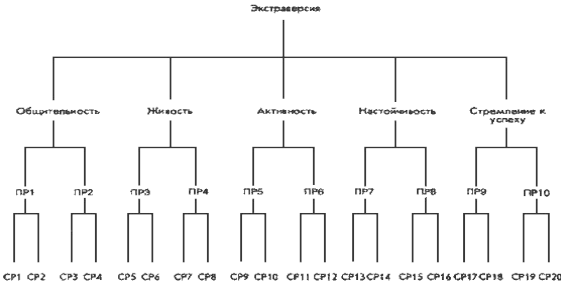 Экстраверсия
Общительность Живость Активность Настойчивость Стремление к
успеху
ПР1 ПР2 ПР3 ПР4 ПР5 ПР6 ПР7 ПР8 ПР9 ПР10
СР1 СР2 СР3 СР4 СР5 СР6 СР7 СР8 СР9 СР10 СР11 СР12 СР13 СР14 СР15 СР16 СР17 СР18 СР19 СР20